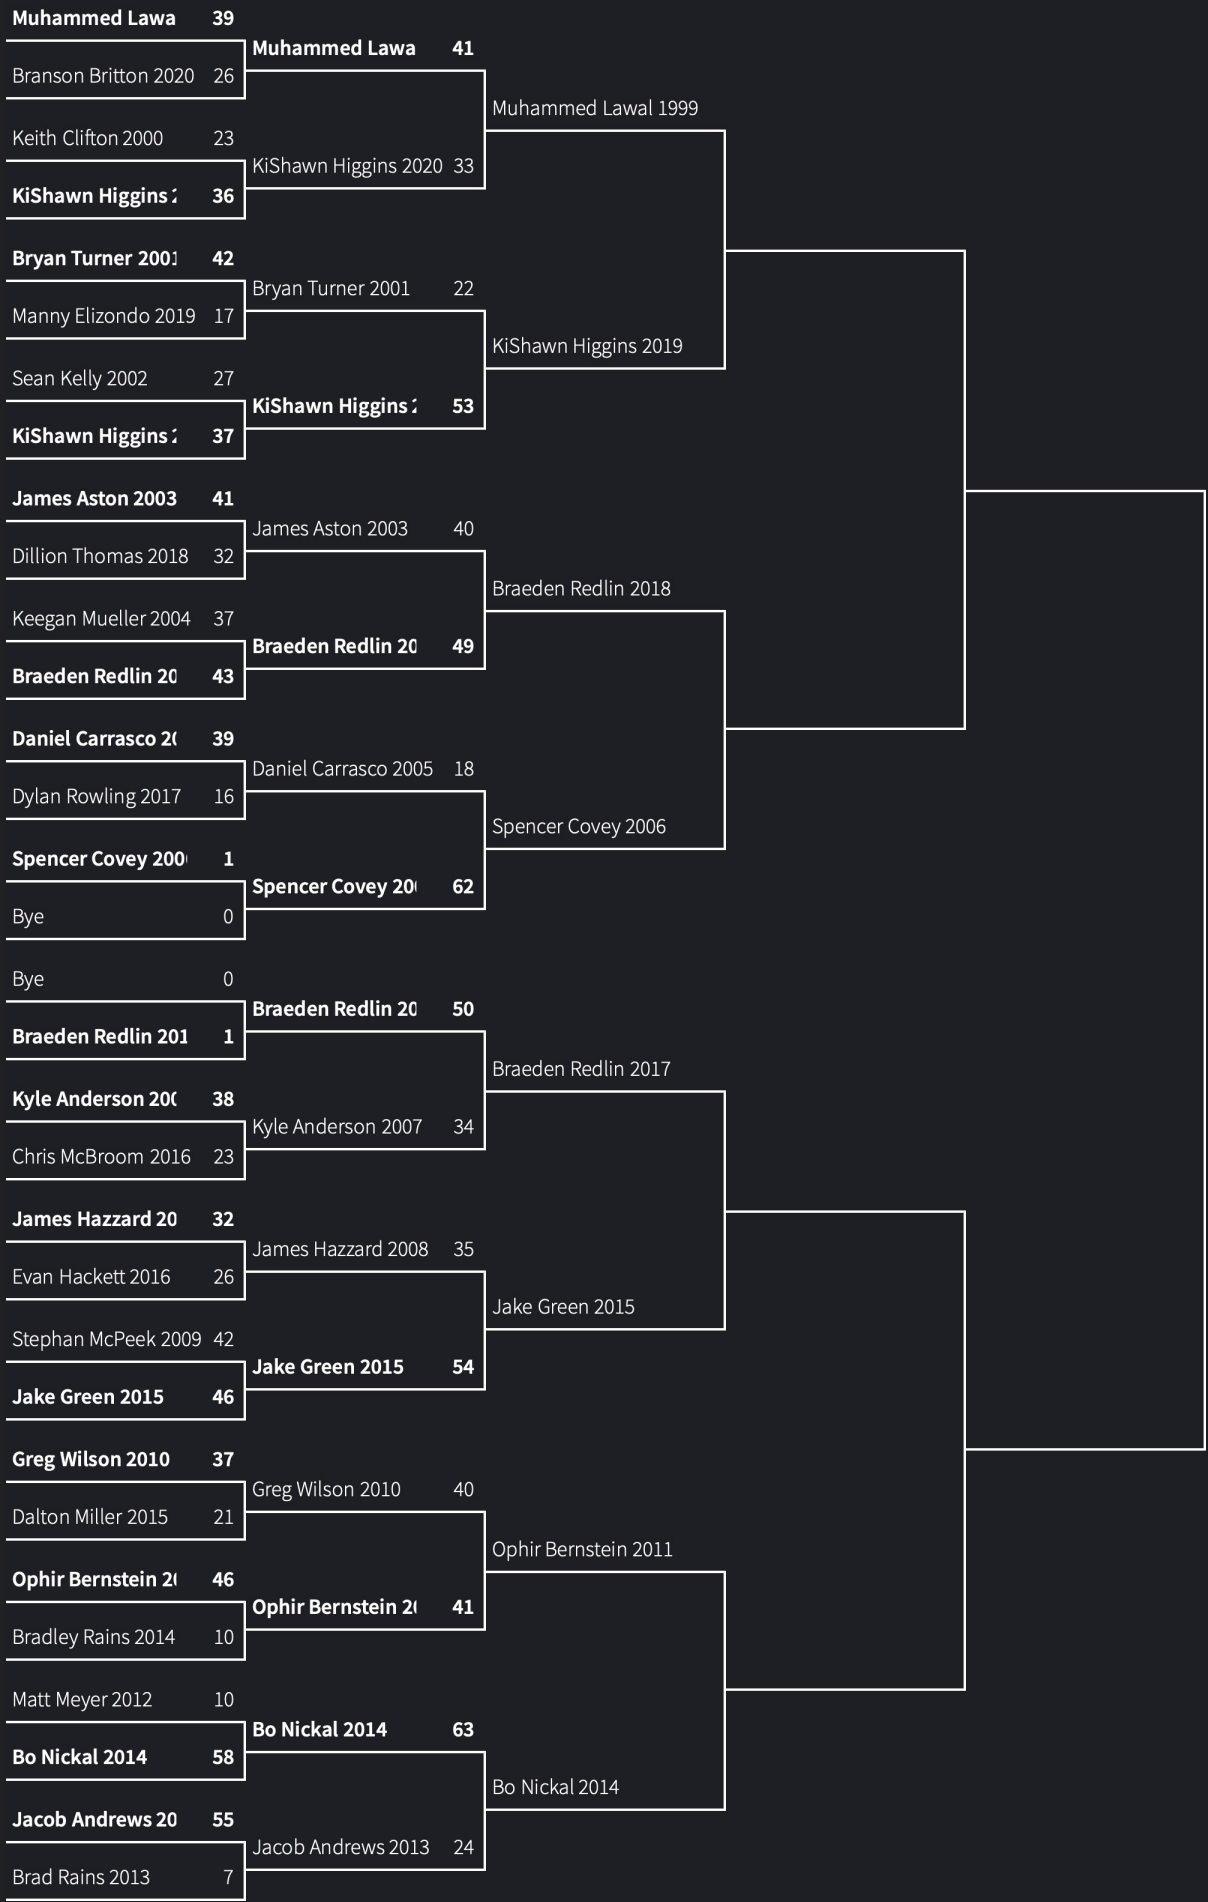 Muhammed Lawa 39
Branson Britton 2020 26
Keith Clifton 2000 23
KiShawn Higgins 2 36
Bryan Turner 2001 42
Manny Elizondo 2019 17
Sean Kelly 2002 27
KiShawn Higgins 2 37
James Aston 2003 41
Dillion Thomas 2018 32
Keegan Mueller 2004 37
Braeden Redlin 20 43
Daniel Carrasco 20 39
Dylan Rowling 2017 16
Spencer Covey 200 1
Bye 0
Bye 0
Braeden Redlin 201 1
Kyle Anderson 200 38
Chris McBroom 2016 23
James Hazzard 20 32
Evan Hackett 2016 26
Stephan McPeek 2009 42
Jake Green 2015 46
Greg Wilson 2010 37
Dalton Miller 2015 21
Ophir Bernstein 20 46
Bradley Rains 2014 10
Matt Meyer 2012 10
Bo Nickal 2014 58
Jacob Andrews 20 55
Brad Rains 2013 7
Muhammed Lawa 41
KiShawn Higgins 2020 33
Bryan Turner 2001 22
KiShawn Higgins 2 53
James Aston 2003 40
Braeden Redlin 20 49
Daniel Carrasco 2005 18
Spencer Covey 200 62
Braeden Redlin 20 50
Kyle Anderson 2007 34
James Hazzard 2008 35
Jake Green 2015 54
Greg Wilson 2010 40
Ophir Bernstein 20 41
Bo Nickal 2014 63
Jacob Andrews 2013 24
Muhammed Lawal 1999
KiShawn Higgins 2019
Braeden Redlin 2018
Spencer Covey 2006
Braeden Redlin 2017
Jake Green 2015
Ophir Bernstein 2011
Bo Nickal 2014